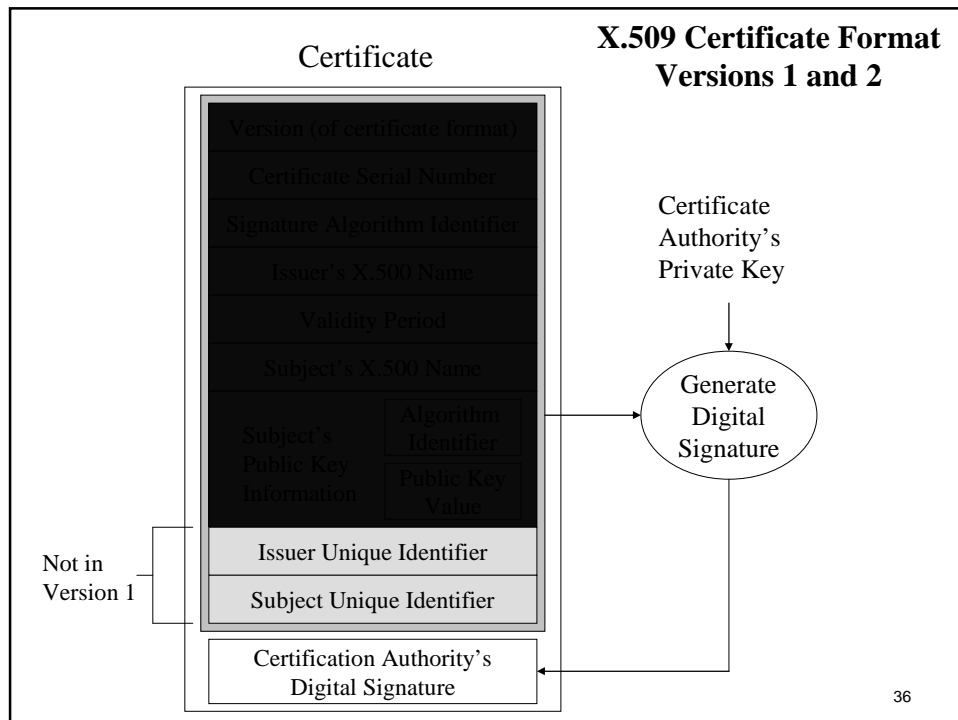 X.509 Certificate Format
Versions 1 and 2
Certificate
Version (of certificate format)
Certificate Serial Number
Signature Algorithm Identifier
Issuer's X.500 Name
Validity Period
Subject's X.500 Name
Subject's
Public Key
Information
Algorithm
Identifier
Public Key
Value
Not in
Version 1
Issuer Unique Identifier
Subject Unique Identifier
Certification Authority's
Digital Signature
Certificate
Authority's
Private Key
Generate
Digital
Signature
36